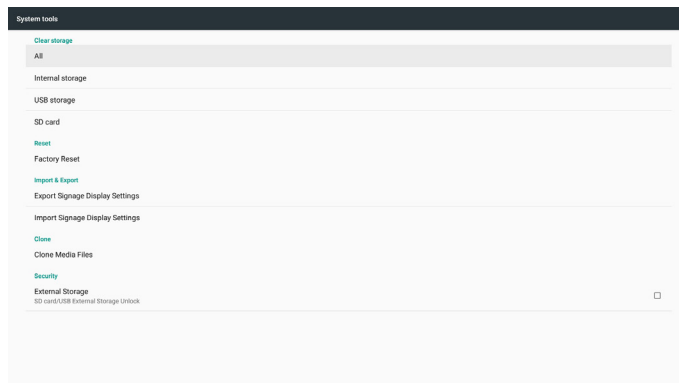 System tools
Clear storage
All
Internal storage
USB storage
SD card
Reset
Factory Reset
Import & Export
Export Signage Display Settings
Import Signage Display Settings
Clone
Clone Media Files
Security
External Storage
SD card/USB External Storage Unlock